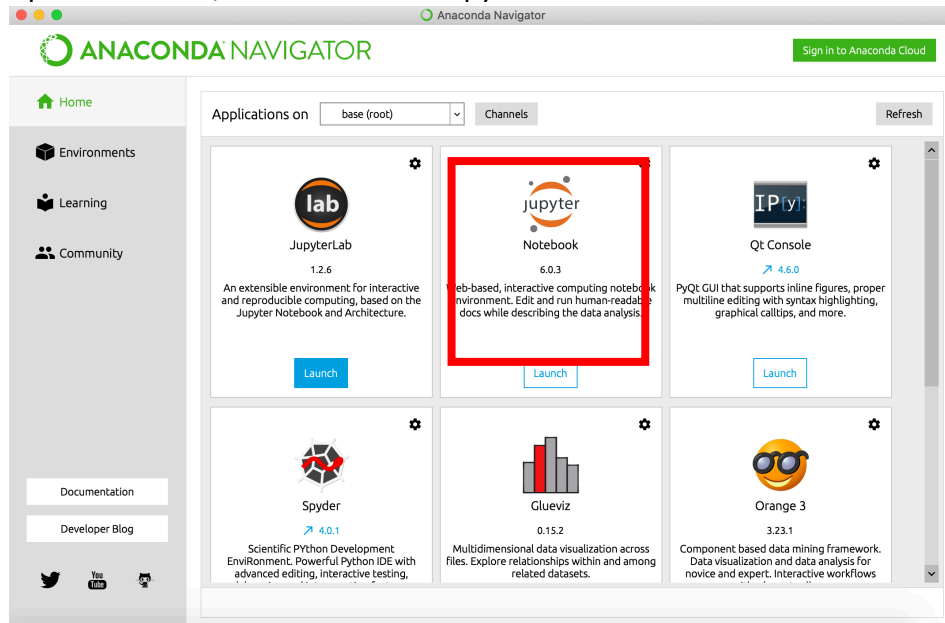 Anaconda Navigator
ANACONDA NAVIGATOR
Sign in to Anaconda Cloud
Home
Environments
Learning
Community
Documentation
Developer Blog
You
Tube
Applications on
base (root)
Channels
Refresh
lab
JupyterLab
1.2.6
An extensible environment for interactive
and reproducible computing, based on the
Jupyter Notebook and Architecture.
Launch
jupyter
Notebook
6.0.3
Web-based, interactive computing notebook
environment. Edit and run human-readable
docs while describing the data analysis.
Launch
IP[y]:
Qt Console
4.6.0
PyQt GUI that supports inline figures, proper
multiline editing with syntax highlighting,
graphical calltips, and more.
Launch
Spyder
4.0.1
Scientific PYthon Development
EnviRonment. Powerful Python IDE with
advanced editing, interactive testing,
Glueviz
0.15.2
Multidimensional data visualization across
files. Explore relationships within and among
related datasets.
Orange 3
3.23.1
Component based data mining framework.
Data visualization and data analysis for
novice and expert. Interactive workflows